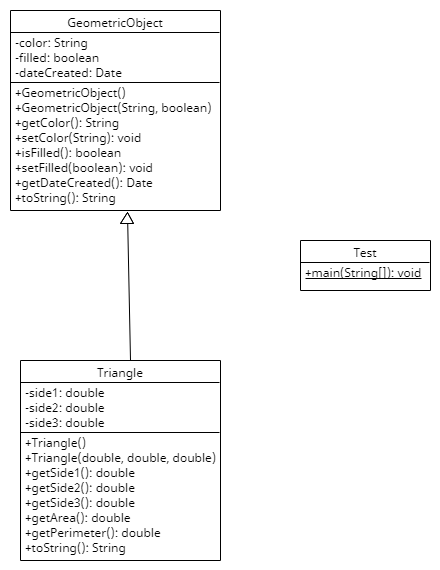 GeometricObject
-color: String
-filled: boolean
-dateCreated: Date
+GeometricObject()
+GeometricObject(String, boolean)
+getColor(): String
+setColor(String): void
+isFilled(): boolean
+setFilled(boolean): void
+getDateCreated(): Date
+toString(): String
Test
+main(String[]): void
Triangle
-side1: double
-side2: double
-side3: double
+Triangle()
+Triangle(double, double, double)
+getSide1(): double
+getSide2(): double
+getSide3(): double
+getArea(): double
+getPerimeter(): double
+toString(): String